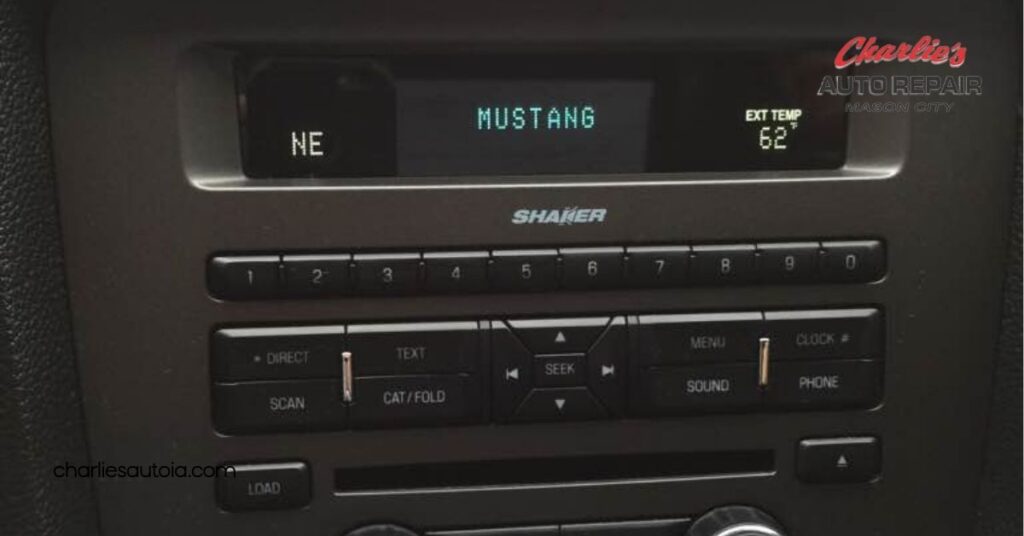 Charlie's
AUTO REPAIR
MASON CITY
NE
MUSTANG
EXT TEMP
62°F
SHAKER
1 2 3 4 5 6 7 8 9 0
* DIRECT
TEXT
SEEK
MENU
CLOCK #
SCAN
CAT/FOLD
SOUND
PHONE
charliesautoia.com
LOAD